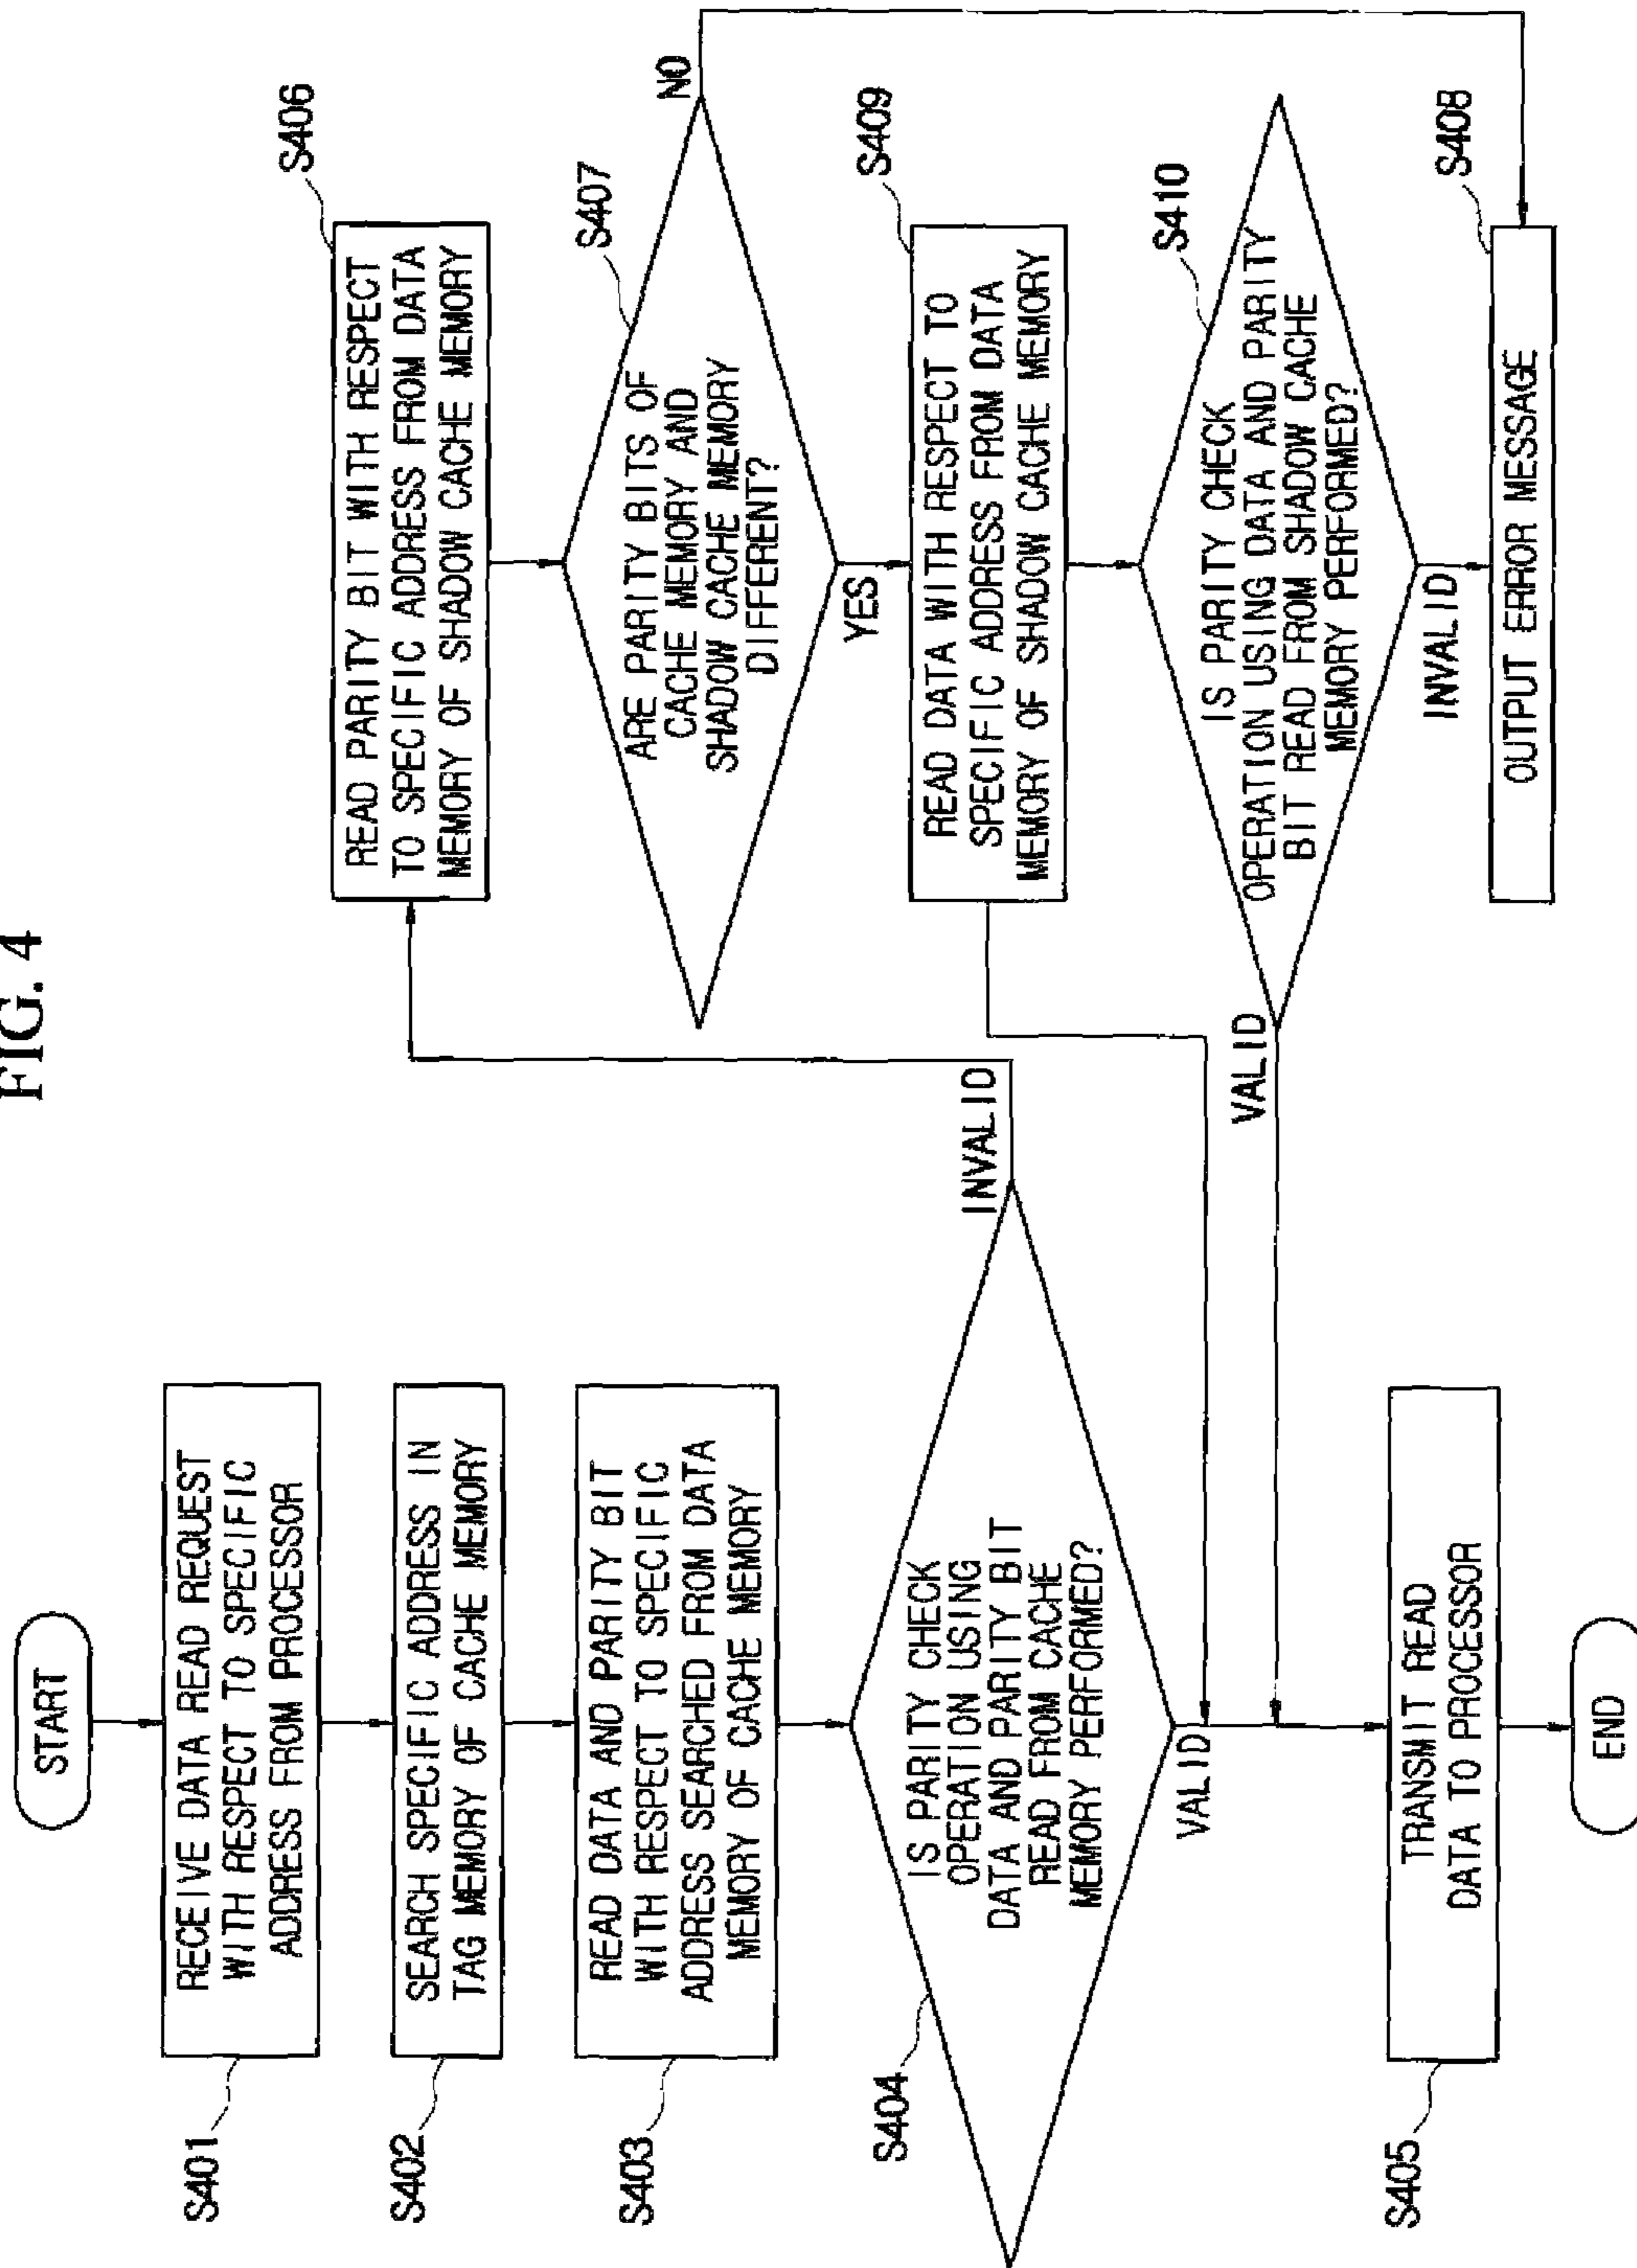 FIG. 4
START
S401
RECEIVE DATA READ REQUEST
WITH RESPECT TO SPECIFIC
ADDRESS FROM PROCESSOR
S402
SEARCH SPECIFIC ADDRESS IN
TAG MEMORY OF CACHE MEMORY
S403
READ DATA AND PARITY BIT
WITH RESPECT TO SPECIFIC
ADDRESS SEARCHED FROM DATA
MEMORY OF CACHE MEMORY
S404
IS PARITY CHECK
OPERATION USING
DATA AND PARITY BIT
READ FROM CACHE
MEMORY PERFORMED?
INVALID
VALID
S405
TRANSMIT READ
DATA TO PROCESSOR
END
S406
READ PARITY BIT WITH RESPECT
TO SPECIFIC ADDRESS FROM DATA
MEMORY OF SHADOW CACHE MEMORY
S407
ARE PARITY BITS OF
CACHE MEMORY AND
SHADOW CACHE MEMORY
DIFFERENT?
NO
YES
S409
READ DATA WITH RESPECT TO
SPECIFIC ADDRESS FROM DATA
MEMORY OF SHADOW CACHE MEMORY
S410
IS PARITY CHECK
OPERATION USING DATA AND PARITY
BIT READ FROM SHADOW CACHE
MEMORY PERFORMED?
VALID
INVALID
S408
OUTPUT ERROR MESSAGE